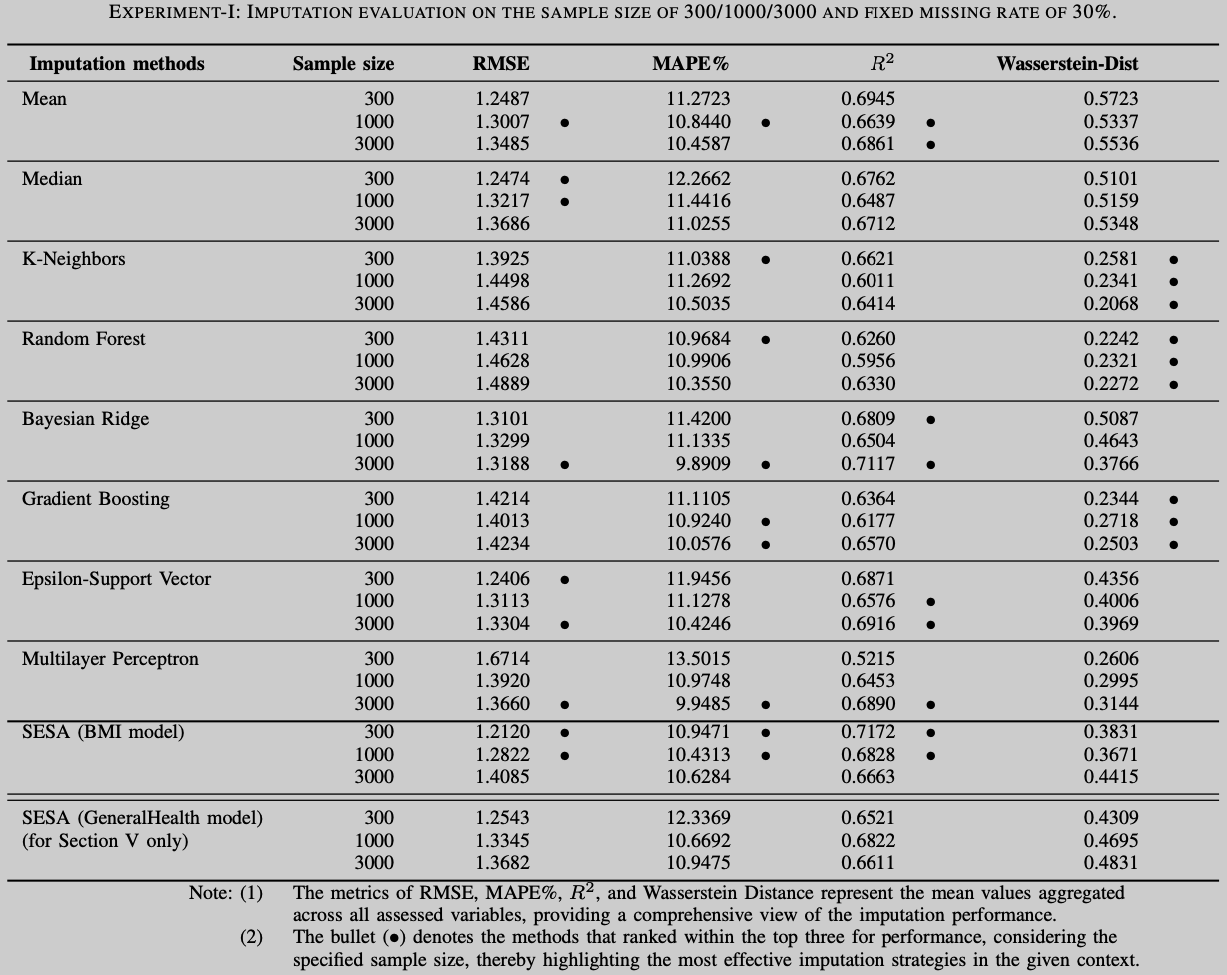 EXPERIMENT-I: IMPUTATION EVALUATION ON THE SAMPLE SIZE OF 300/1000/3000 AND FIXED MISSING RATE OF 30%.
Imputation methods Sample size RMSE MAPE% R² Wasserstein-Dist
Mean 300 1.2487 11.2723 0.6945 0.5723
1000 1.3007 • 10.8440 • 0.6639 • 0.5337
3000 1.3485 10.4587 0.6861 • 0.5536
Median 300 1.2474 • 12.2662 0.6762 0.5101
1000 1.3217 • 11.4416 0.6487 0.5159
3000 1.3686 11.0255 0.6712 0.5348
K-Neighbors 300 1.3925 11.0388 • 0.6621 0.2581 •
1000 1.4498 11.2692 0.6011 0.2341 •
3000 1.4586 10.5035 0.6414 0.2068 •
Random Forest 300 1.4311 10.9684 • 0.6260 0.2242 •
1000 1.4628 10.9906 0.5956 0.2321 •
3000 1.4889 10.3550 0.6330 0.2272 •
Bayesian Ridge 300 1.3101 11.4200 0.6809 • 0.5087
1000 1.3299 11.1335 0.6504 0.4643
3000 1.3188 • 9.8909 • 0.7117 • 0.3766
Gradient Boosting 300 1.4214 11.1105 0.6364 0.2344 •
1000 1.4013 10.9240 • 0.6177 0.2718 •
3000 1.4234 10.0576 • 0.6570 0.2503 •
Epsilon-Support Vector 300 1.2406 • 11.9456 0.6871 0.4356
1000 1.3113 11.1278 0.6576 • 0.4006
3000 1.3304 • 10.4246 0.6916 • 0.3969
Multilayer Perceptron 300 1.6714 13.5015 0.5215 0.2606
1000 1.3920 10.9748 0.6453 0.2995
3000 1.3660 • 9.9485 • 0.6890 • 0.3144
SESA (BMI model) 300 1.2120 • 10.9471 • 0.7172 • 0.3831
1000 1.2822 • 10.4313 • 0.6828 • 0.3671
3000 1.4085 10.6284 0.6663 0.4415
SESA (GeneralHealth model) 300 1.2543 12.3369 0.6521 0.4309
(for Section V only) 1000 1.3345 10.6692 0.6822 0.4695
3000 1.3682 10.9475 0.6611 0.4831
Note: (1) The metrics of RMSE, MAPE%, R², and Wasserstein Distance represent the mean values aggregated
across all assessed variables, providing a comprehensive view of the imputation performance.
(2) The bullet (•) denotes the methods that ranked within the top three for performance, considering the
specified sample size, thereby highlighting the most effective imputation strategies in the given context.